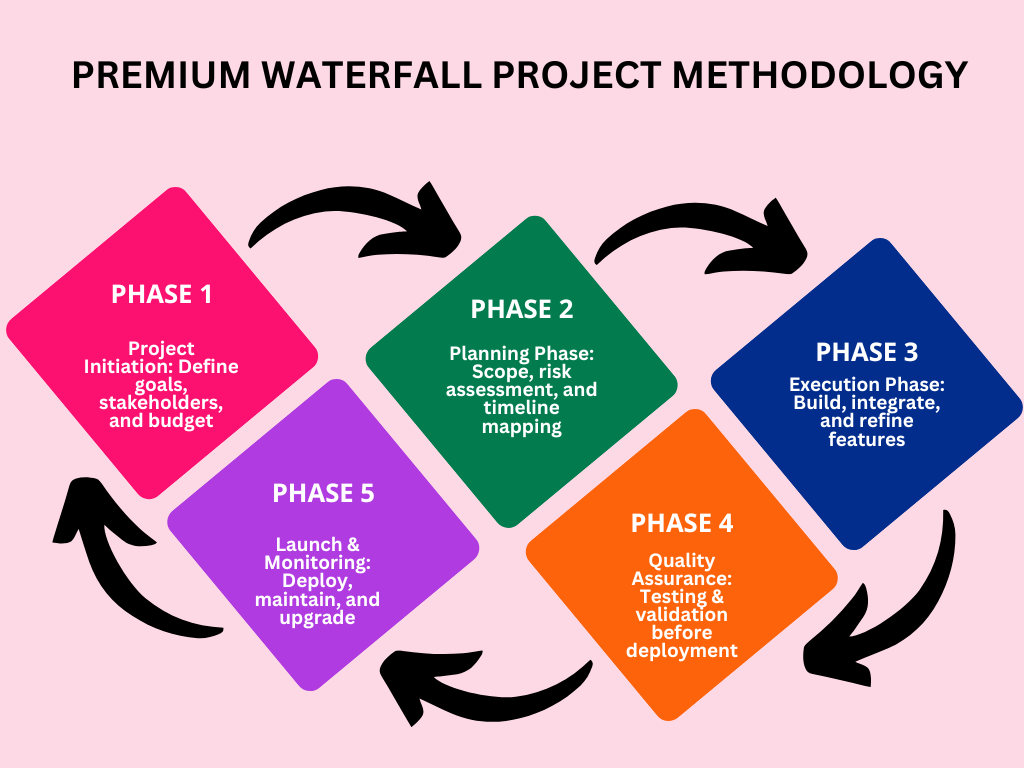 PREMIUM WATERFALL PROJECT METHODOLOGY
PHASE 1
Project
Initiation: Define
goals,
stakeholders,
and budget
PHASE 2
Planning Phase:
Scope, risk
assessment, and
timeline
mapping
PHASE 3
Execution Phase:
Build, integrate,
and refine
features
PHASE 4
Quality
Assurance:
Testing &
validation
before
deployment
PHASE 5
Launch &
Monitoring:
Deploy,
maintain, and
upgrade